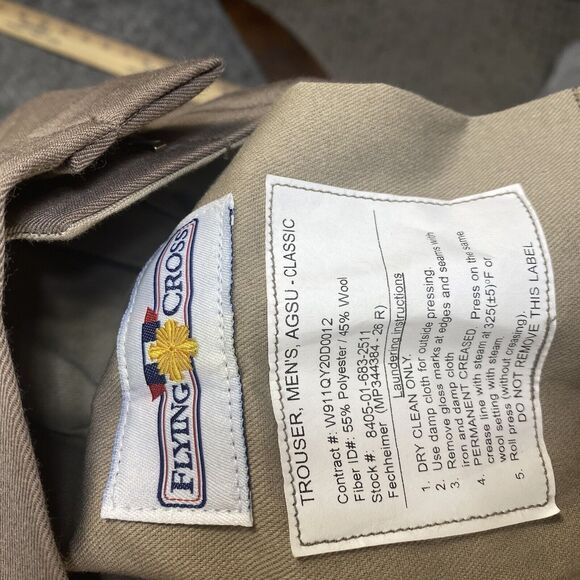 FLYING CROSS
TROUSER, MEN'S, AGSU - CLASSIC
Contract #: W911QY20D0012
Fiber ID#: 55% Polyester / 45% Wool
Stock #: 8405-01-683-2511
Fechheimer (MP344384 - 26 R)
Laundering Instructions
1. DRY CLEAN ONLY.
2. Use damp cloth for outside pressing.
3. Remove gloss marks at edges and seams with
iron and damp cloth
4. PERMANENT CREASED. Press on the same
crease line with steam at 325(±5)°F or
wool setting with steam.
5. Roll press (without creasing).
DO NOT REMOVE THIS LABEL